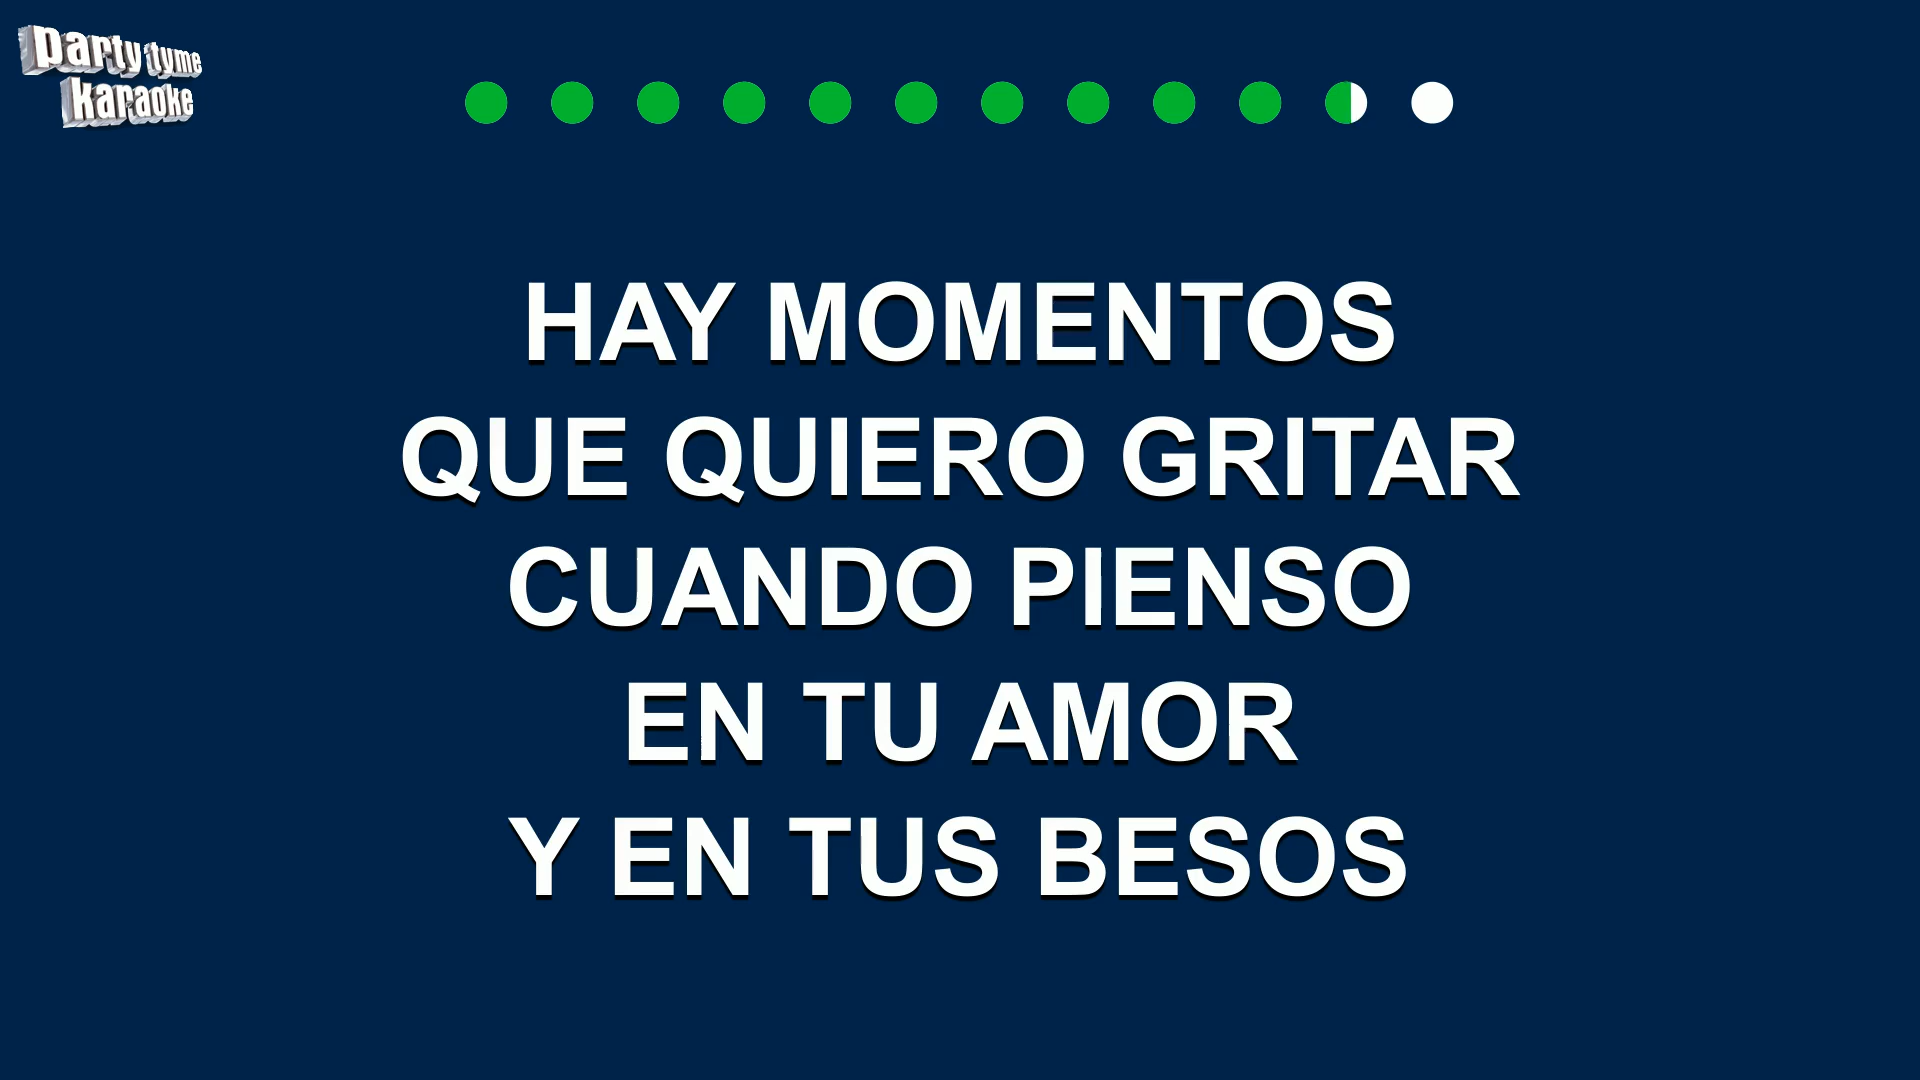 party tyme
karaoke
HAY MOMENTOS
QUE QUIERO GRITAR
CUANDO PIENSO
EN TU AMOR
Y EN TUS BESOS